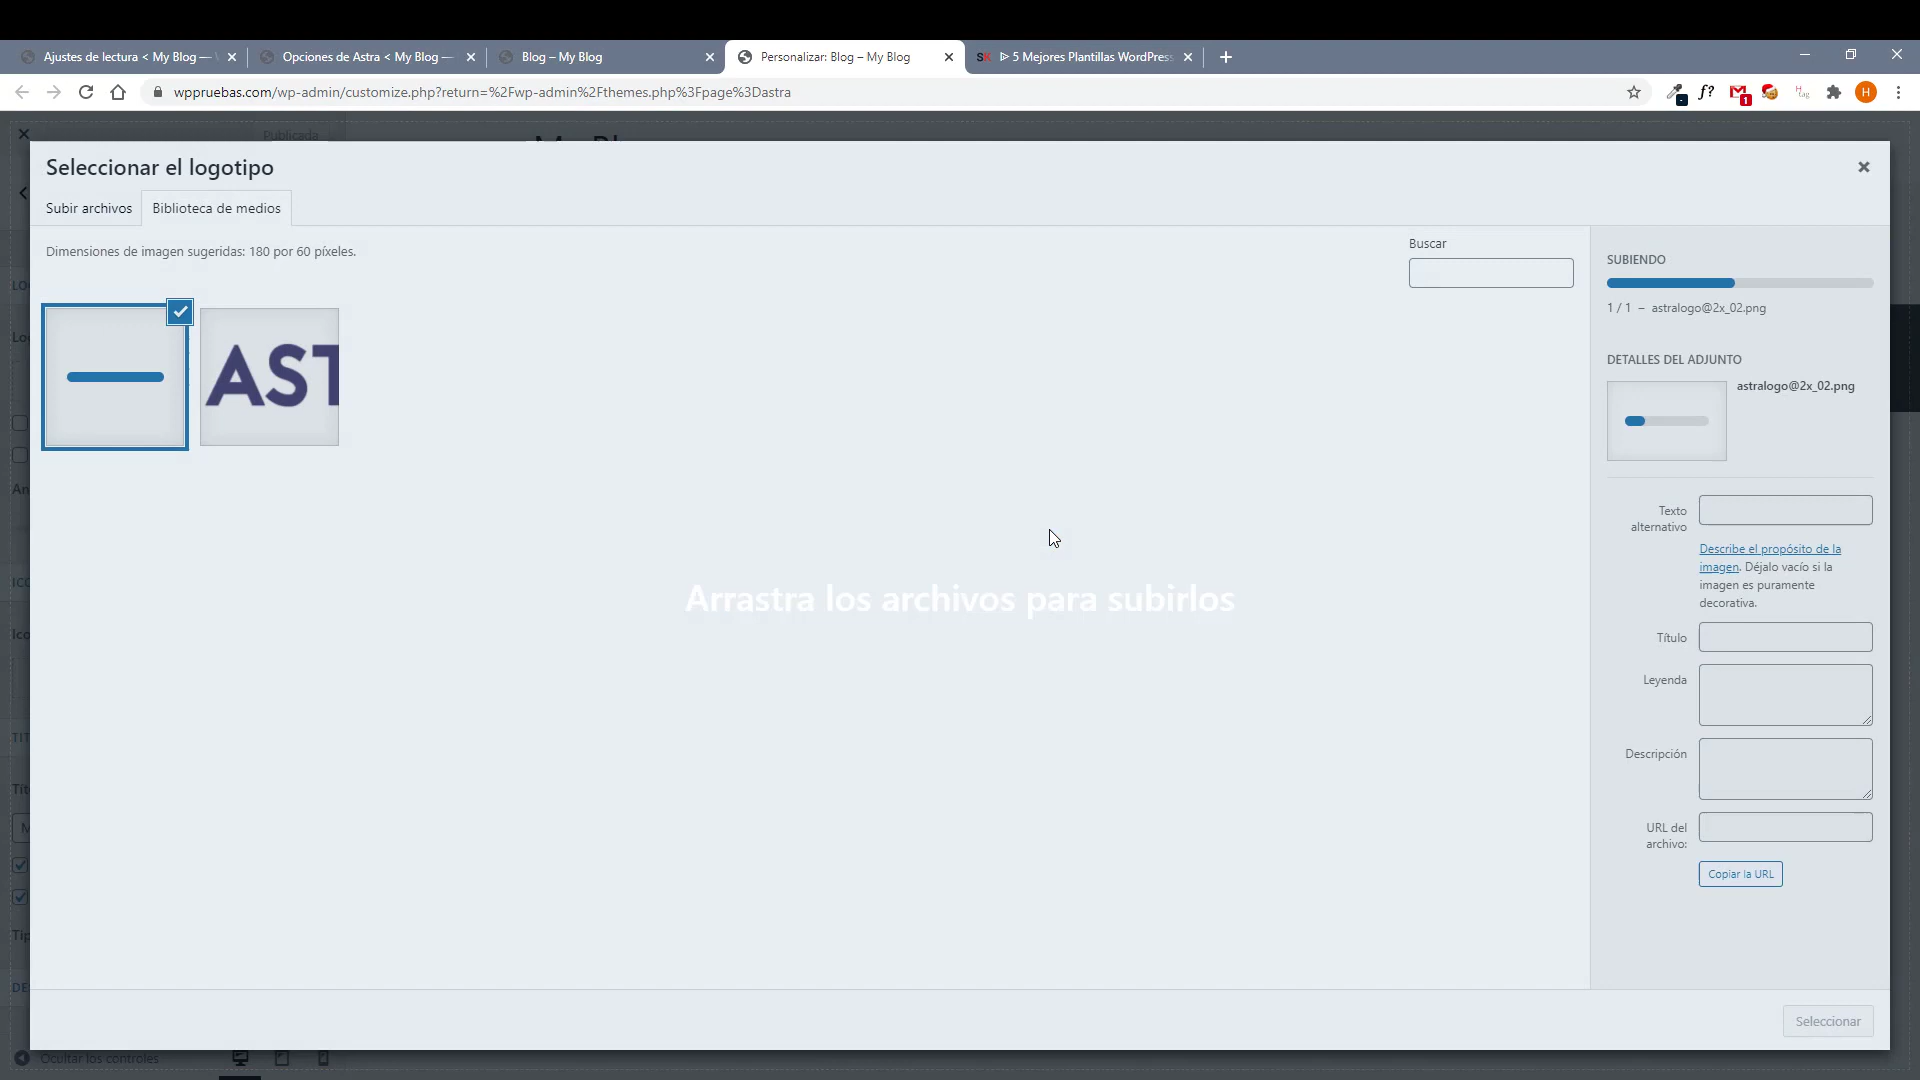 Ajustes de lectura < My Blog —
Opciones de Astra < My Blog —
Blog – My Blog
Personalizar: Blog – My Blog
SK ᐅ 5 Mejores Plantillas WordPress
wppruebas.com/wp-admin/customize.php?return=%2Fwp-admin%2Fthemes.php%3Fpage%3Dastra
f?
1
H
Publicada
Seleccionar el logotipo
Subir archivos
Biblioteca de medios
Dimensiones de imagen sugeridas: 180 por 60 píxeles.
Buscar
AST
Arrastra los archivos para subirlos
SUBIENDO
1 / 1 – astralogo@2x_02.png
DETALLES DEL ADJUNTO
astralogo@2x_02.png
Texto
alternativo
Describe el propósito de la
imagen. Déjalo vacío si la
imagen es puramente
decorativa.
Título
Leyenda
Descripción
URL del
archivo:
Copiar la URL
Seleccionar
Ocultar los controles